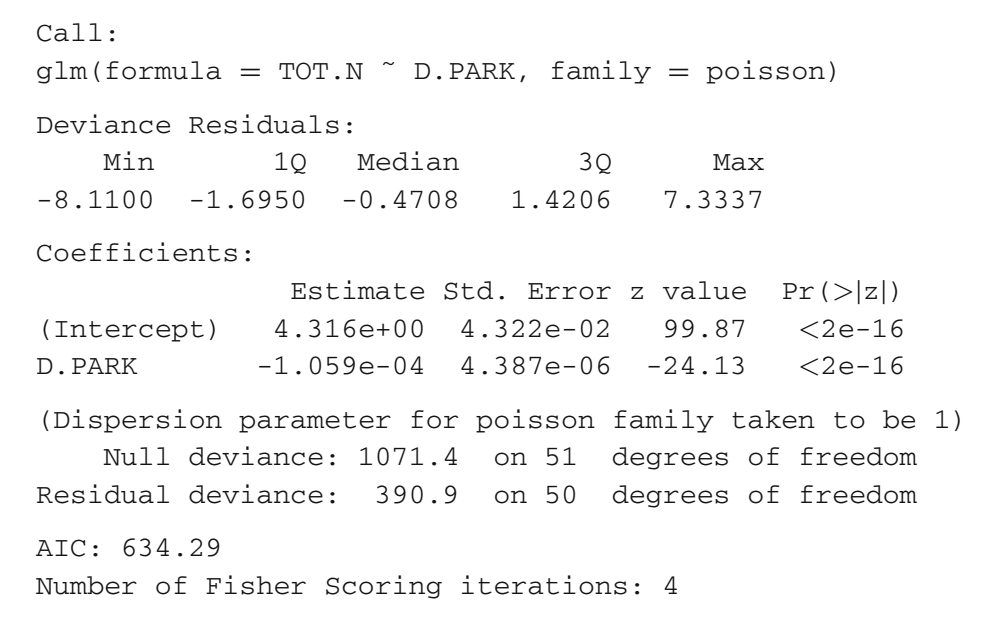 Call:
glm(formula = TOT.N ˜ D.PARK, family = poisson)
Deviance Residuals:
Min 1Q Median 3Q Max
-8.1100 -1.6950 -0.4708 1.4206 7.3337
Coefficients:
Estimate Std. Error z value Pr(>|z|)
(Intercept) 4.316e+00 4.322e-02 99.87 <2e-16
D.PARK -1.059e-04 4.387e-06 -24.13 <2e-16
(Dispersion parameter for poisson family taken to be 1)
Null deviance: 1071.4 on 51 degrees of freedom
Residual deviance: 390.9 on 50 degrees of freedom
AIC: 634.29
Number of Fisher Scoring iterations: 4